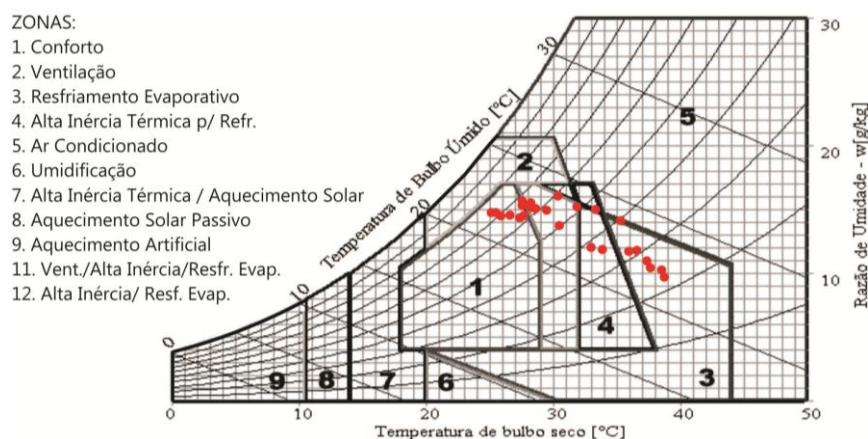 ZONAS:
1. Conforto
2. Ventilação
3. Resfriamento Evaporativo
4. Alta Inércia Térmica p/ Refr.
5. Ar Condicionado
6. Umidificação
7. Alta Inércia Térmica / Aquecimento Solar
8. Aquecimento Solar Passivo
9. Aquecimento Artificial
11. Vent./Alta Inércia/Resfr. Evap.
12. Alta Inércia/ Resf. Evap.
Temperatura de Bulbo Úmido [°C]
0
10
20
30
1
2
3
4
5
6
7
8
9
30
20
10
Razão de Umidade - w[g/kg]
0 10 20 30 40 50
Temperatura de bulbo seco [°C]